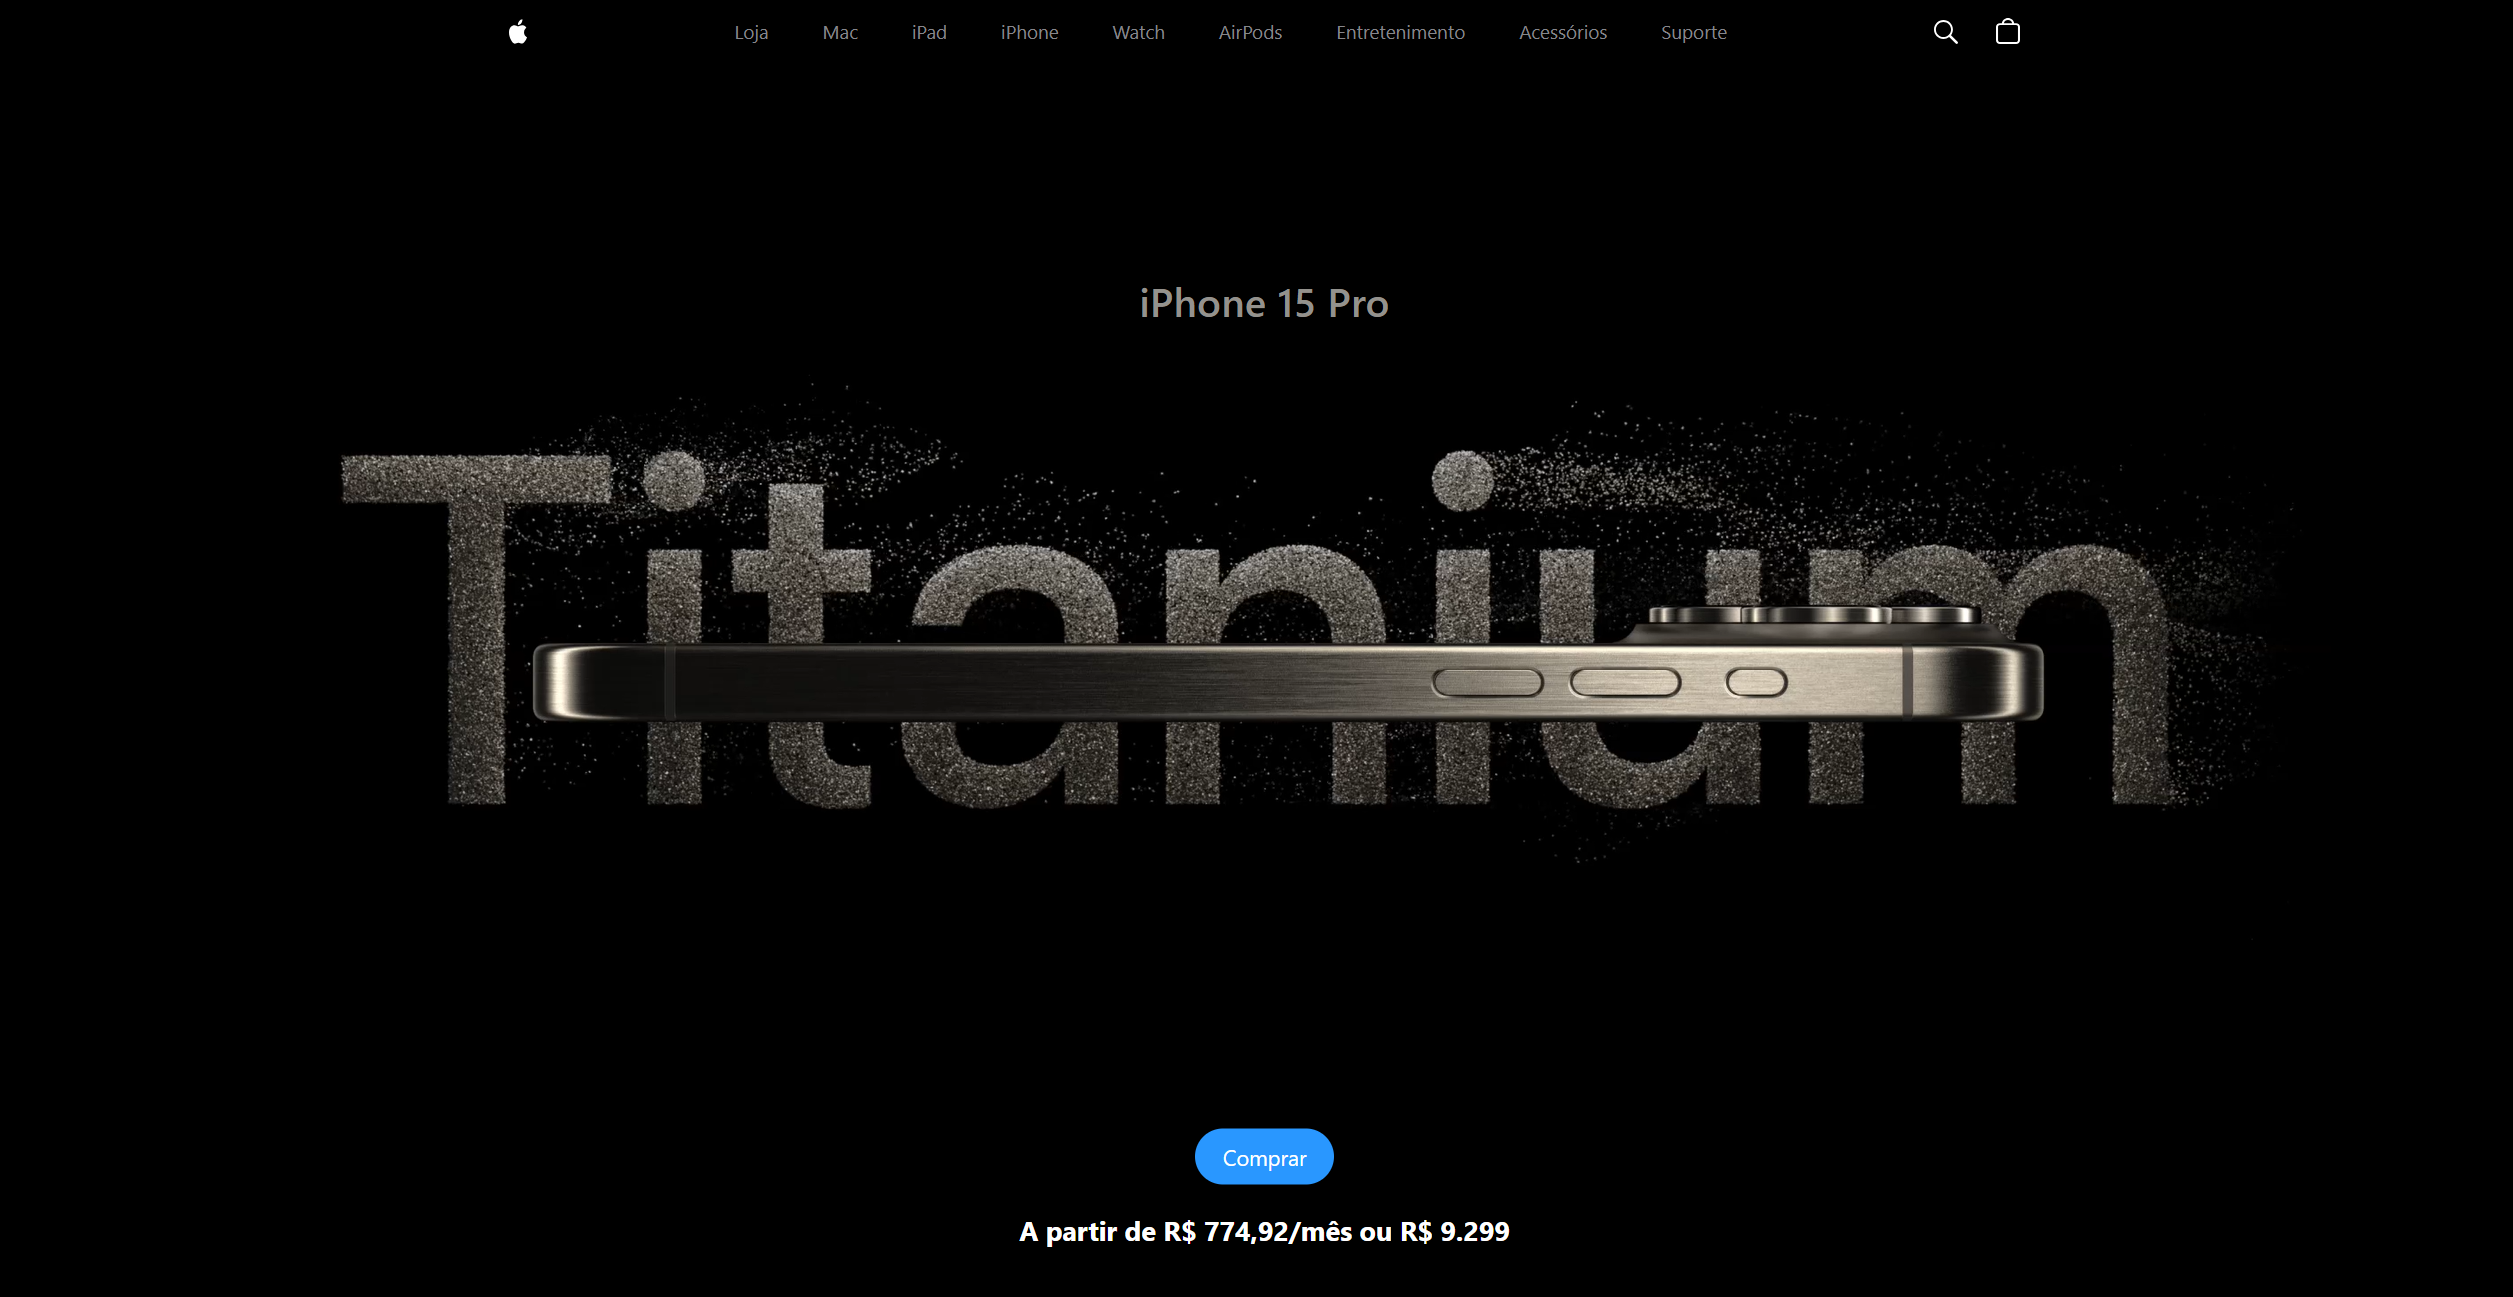 Loja Mac iPad iPhone Watch AirPods Entretenimento Acessórios Suporte
iPhone 15 Pro
Titanium
Comprar
A partir de R$ 774,92/mês ou R$ 9.299